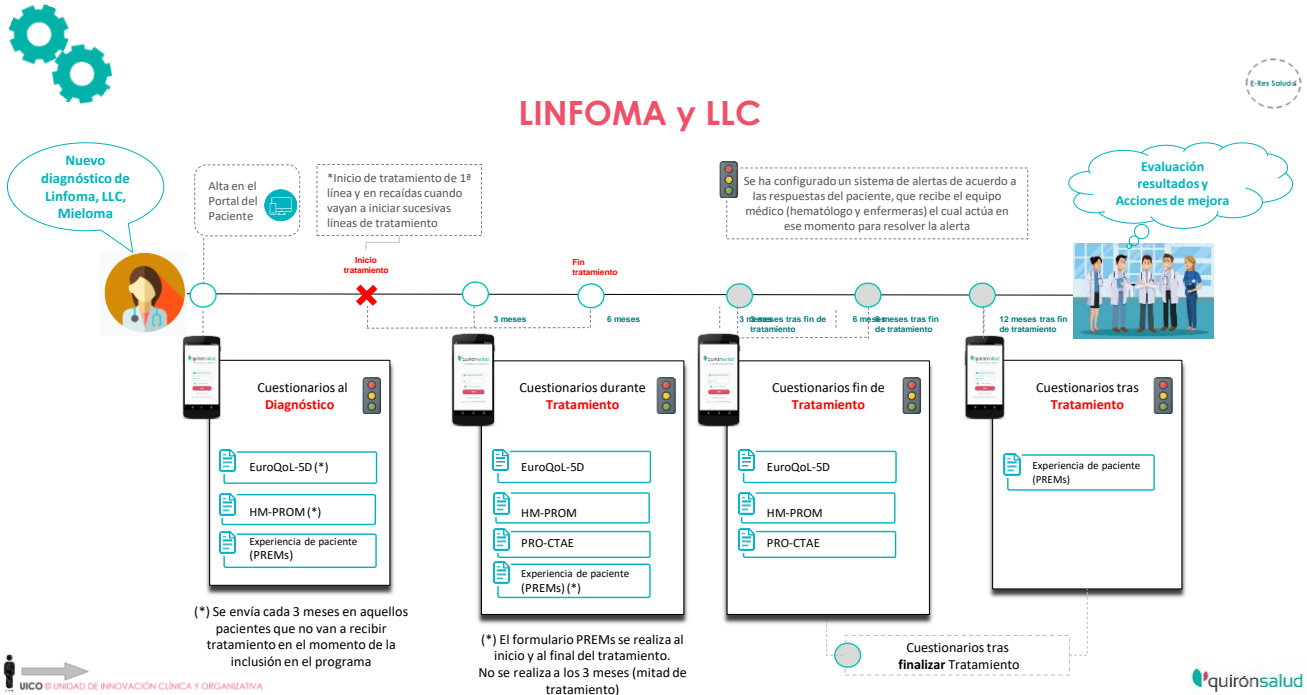 E-Res Salud
LINFOMA y LLC
Nuevo
diagnóstico de
Linfoma, LLC,
Mieloma
Alta en el
Portal del
Paciente
*Inicio de tratamiento de 1ª
línea y en recaídas cuando
vayan a iniciar sucesivas
líneas de tratamiento
Se ha configurado un sistema de alertas de acuerdo a
las respuestas del paciente, que recibe el equipo
médico (hematólogo y enfermeras) el cual actúa en
ese momento para resolver la alerta
Evaluación
resultados y
Acciones de mejora
Inicio
tratamiento
Fin
tratamiento
3 meses
6 meses
3 meses tras fin de
tratamiento
6 meses tras fin
de tratamiento
12 meses tras fin
de tratamiento
quirónsalud
Cuestionarios al
Diagnóstico
EuroQoL-5D (*)
HM-PROM (*)
Experiencia de paciente
(PREMs)
(*) Se envía cada 3 meses en aquellos
pacientes que no van a recibir
tratamiento en el momento de la
inclusión en el programa
quirónsalud
Cuestionarios durante
Tratamiento
EuroQoL-5D
HM-PROM
PRO-CTAE
Experiencia de paciente
(PREMs) (*)
(*) El formulario PREMs se realiza al
inicio y al final del tratamiento.
No se realiza a los 3 meses (mitad de
tratamiento)
quirónsalud
Cuestionarios fin de
Tratamiento
EuroQoL-5D
HM-PROM
PRO-CTAE
quirónsalud
Cuestionarios tras
Tratamiento
Experiencia de paciente
(PREMs)
Cuestionarios tras
finalizar Tratamiento
UICO © UNIDAD DE INNOVACIÓN CLÍNICA Y ORGANIZATIVA
quirónsalud